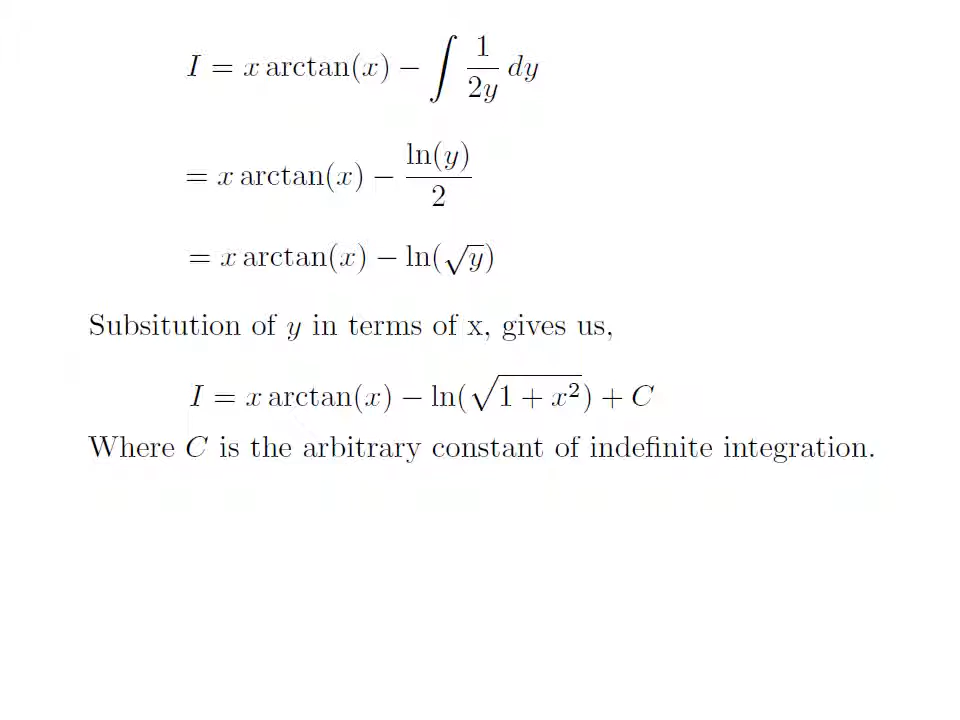 I = x arctan(x) − ∫ 1/2y dy
= x arctan(x) − ln(y)/2
= x arctan(x) − ln(√y)
Subsitution of y in terms of x, gives us,
I = x arctan(x) − ln(√1 + x²) + C
Where C is the arbitrary constant of indefinite integration.